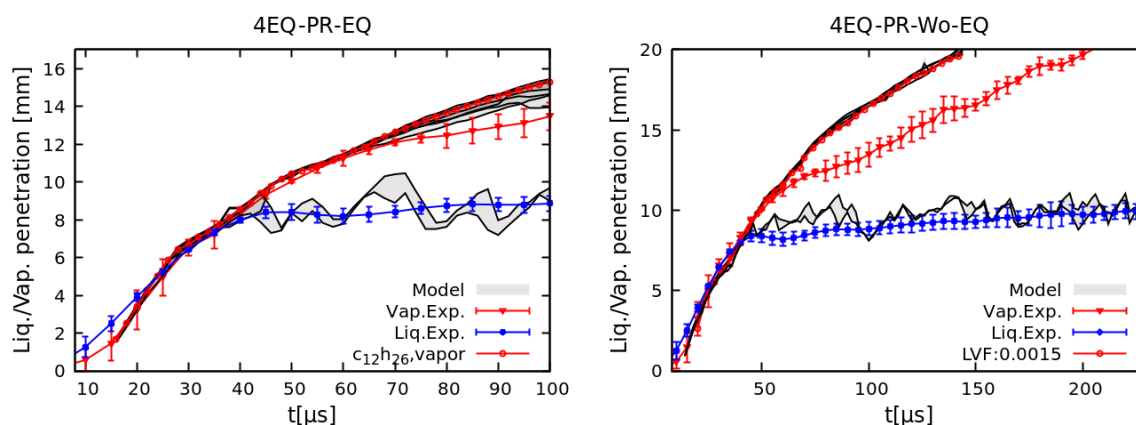 4EQ-PR-EQ
Liq./Vap. penetration [mm]
16
14
12
10
8
6
4
2
0
10 20 30 40 50 60 70 80 90 100
t[μs]
Model
Vap.Exp.
Liq.Exp.
c₁₂h₂₆,vapor
4EQ-PR-Wo-EQ
Liq./Vap. penetration [mm]
20
15
10
5
0
50 100 150 200
t[μs]
Model
Vap.Exp.
Liq.Exp.
LVF:0.0015